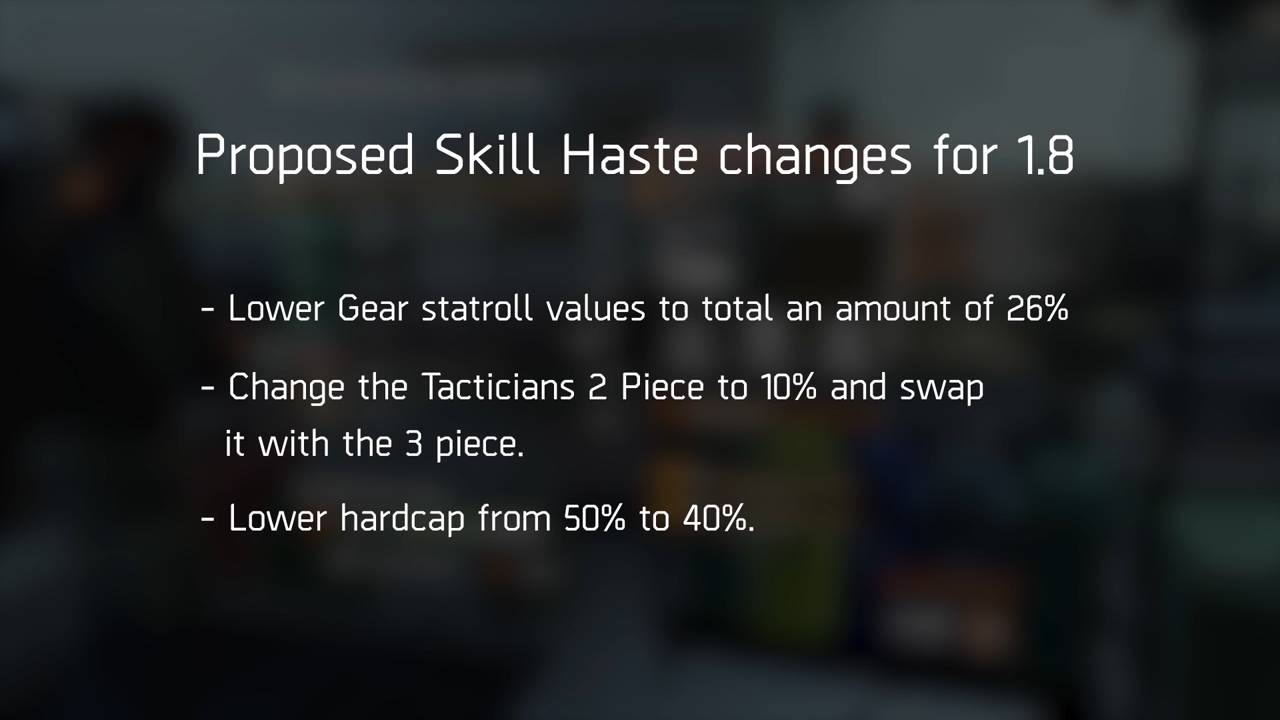 Proposed Skill Haste changes for 1.8
- Lower Gear statroll values to total an amount of 26%
- Change the Tacticians 2 Piece to 10% and swap
it with the 3 piece.
- Lower hardcap from 50% to 40%.